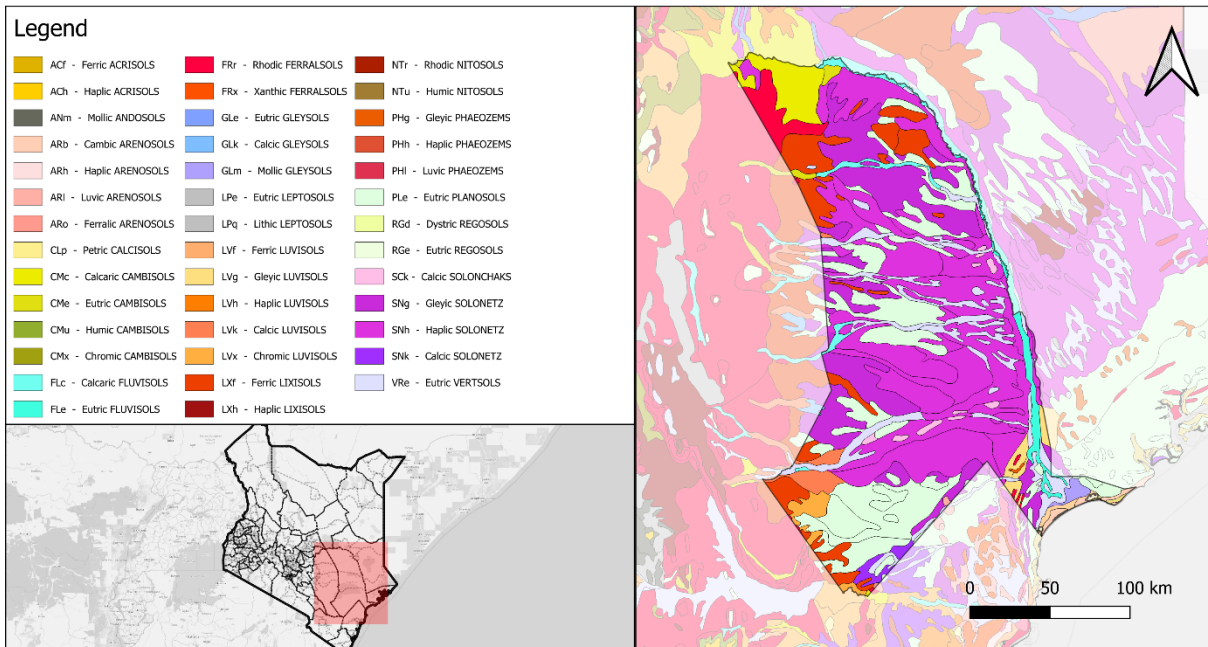 Legend
ACf - Ferric ACRISOLS
ACh - Haplic ACRISOLS
ANm - Mollic ANDOSOLS
ARb - Cambic ARENOSOLS
ARh - Haplic ARENOSOLS
ARl - Luvic ARENOSOLS
ARo - Ferralic ARENOSOLS
CLp - Petric CALCISOLS
CMc - Calcaric CAMBISOLS
CMe - Eutric CAMBISOLS
CMu - Humic CAMBISOLS
CMx - Chromic CAMBISOLS
FLc - Calcaric FLUVISOLS
FLe - Eutric FLUVISOLS
FRr - Rhodic FERRALSOLS
FRx - Xanthic FERRALSOLS
GLe - Eutric GLEYSOLS
GLk - Calcic GLEYSOLS
GLm - Mollic GLEYSOLS
LPe - Eutric LEPTOSOLS
LPq - Lithic LEPTOSOLS
LVf - Ferric LUVISOLS
LVg - Gleyic LUVISOLS
LVh - Haplic LUVISOLS
LVk - Calcic LUVISOLS
LVx - Chromic LUVISOLS
LXf - Ferric LIXISOLS
LXh - Haplic LIXISOLS
NTr - Rhodic NITOSOLS
NTu - Humic NITOSOLS
PHg - Gleyic PHAEOZEMS
PHh - Haplic PHAEOZEMS
PHl - Luvic PHAEOZEMS
PLe - Eutric PLANOSOLS
RGd - Dystric REGOSOLS
RGe - Eutric REGOSOLS
SCk - Calcic SOLONCHAKS
SNg - Gleyic SOLONETZ
SNh - Haplic SOLONETZ
SNk - Calcic SOLONETZ
VRe - Eutric VERTSOLS
0 50 100 km